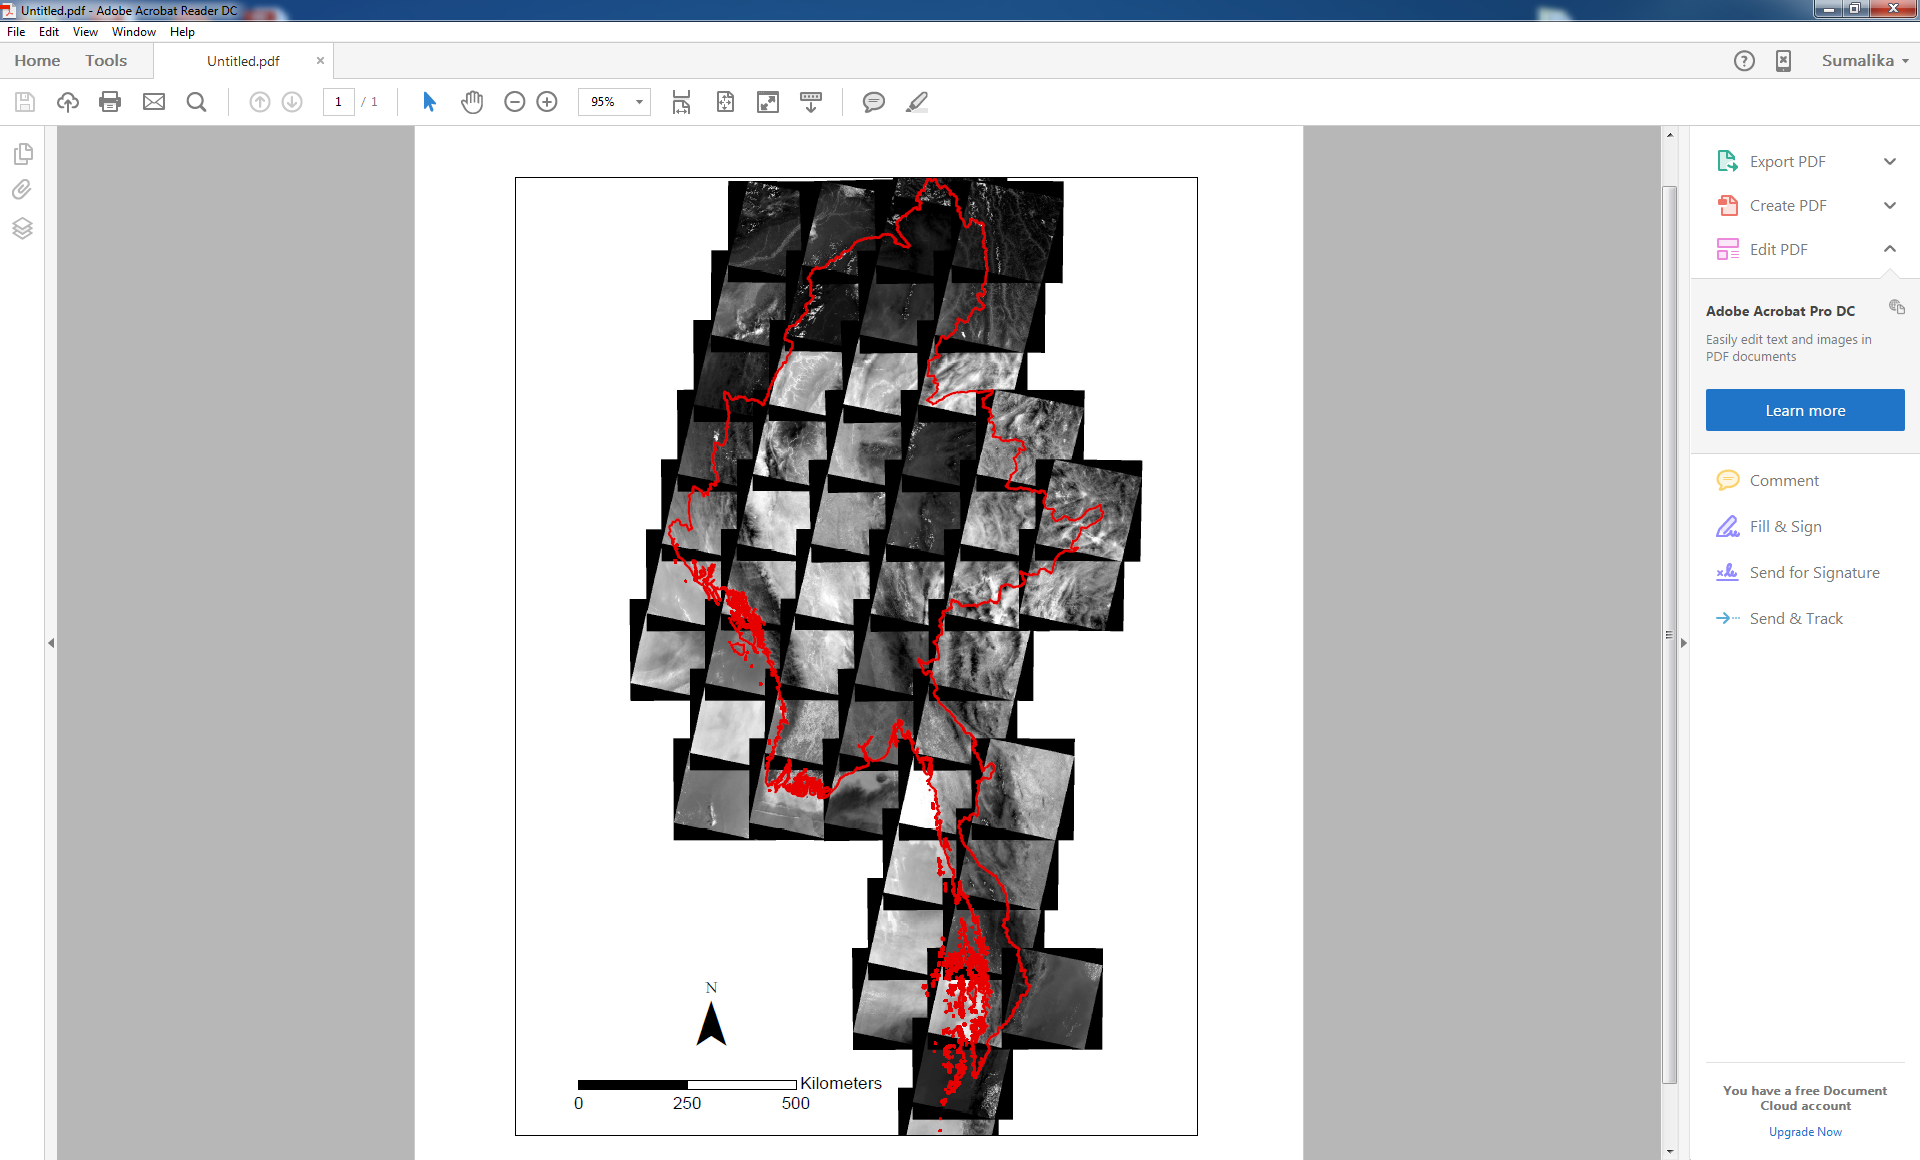 Untitled.pdf - Adobe Acrobat Reader DC
File Edit View Window Help
Home Tools Untitled.pdf × ? Sumalika
1 / 1 95%
Export PDF
Create PDF
Edit PDF
Adobe Acrobat Pro DC
Easily edit text and images in
PDF documents
Learn more
Comment
Fill & Sign
Send for Signature
Send & Track
N
Kilometers
0 250 500
You have a free Document
Cloud account
Upgrade Now